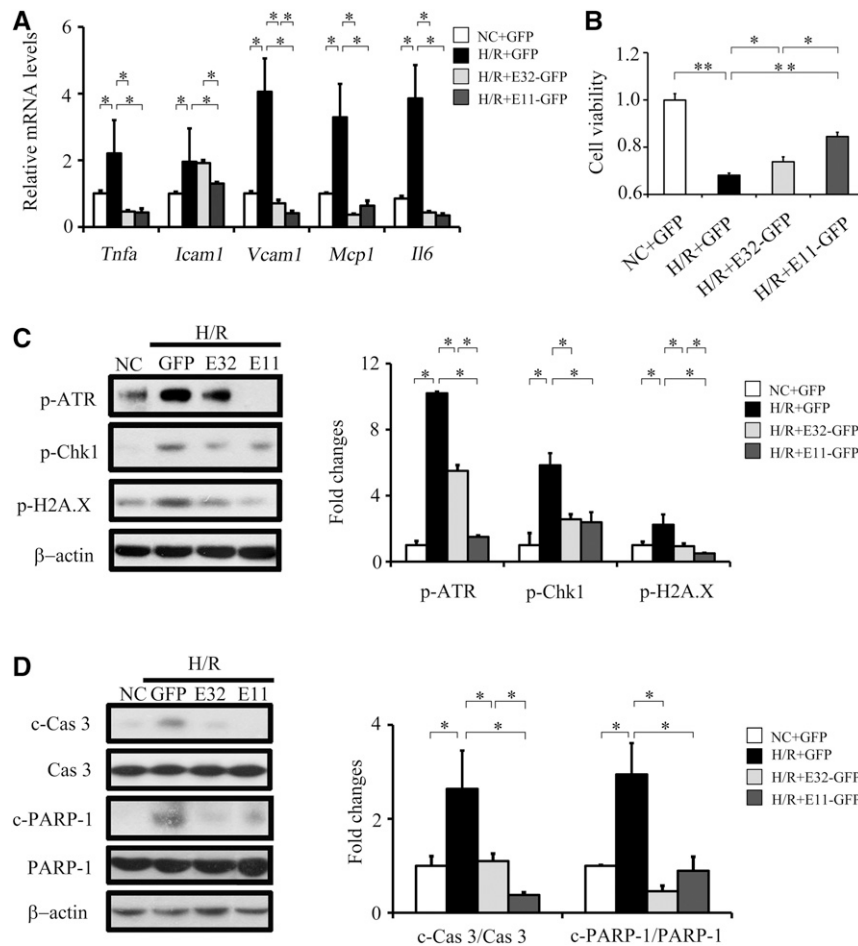 A
Relative mRNA levels
6
4
2
0
* * * *
* * * * * *
* * * * * *
* *
Tnfa Icam1 Vcam1 Mcp1 Il6
NC+GFP
H/R+GFP
H/R+E32-GFP
H/R+E11-GFP
B
Cell viability
1.2
1.0
0.8
0.6
* *
** **
NC+GFP
H/R+GFP
H/R+E32-GFP
H/R+E11-GFP
C
H/R
NC GFP E32 E11
p-ATR
p-Chk1
p-H2A.X
β-actin
Fold changes
12
8
4
0
* * * * *
* * * * * *
p-ATR p-Chk1 p-H2A.X
NC+GFP
H/R+GFP
H/R+E32-GFP
H/R+E11-GFP
D
H/R
NC GFP E32 E11
c-Cas 3
Cas 3
c-PARP-1
PARP-1
β-actin
Fold changes
4
2
0
* * *
* * * *
c-Cas 3/Cas 3 c-PARP-1/PARP-1
NC+GFP
H/R+GFP
H/R+E32-GFP
H/R+E11-GFP